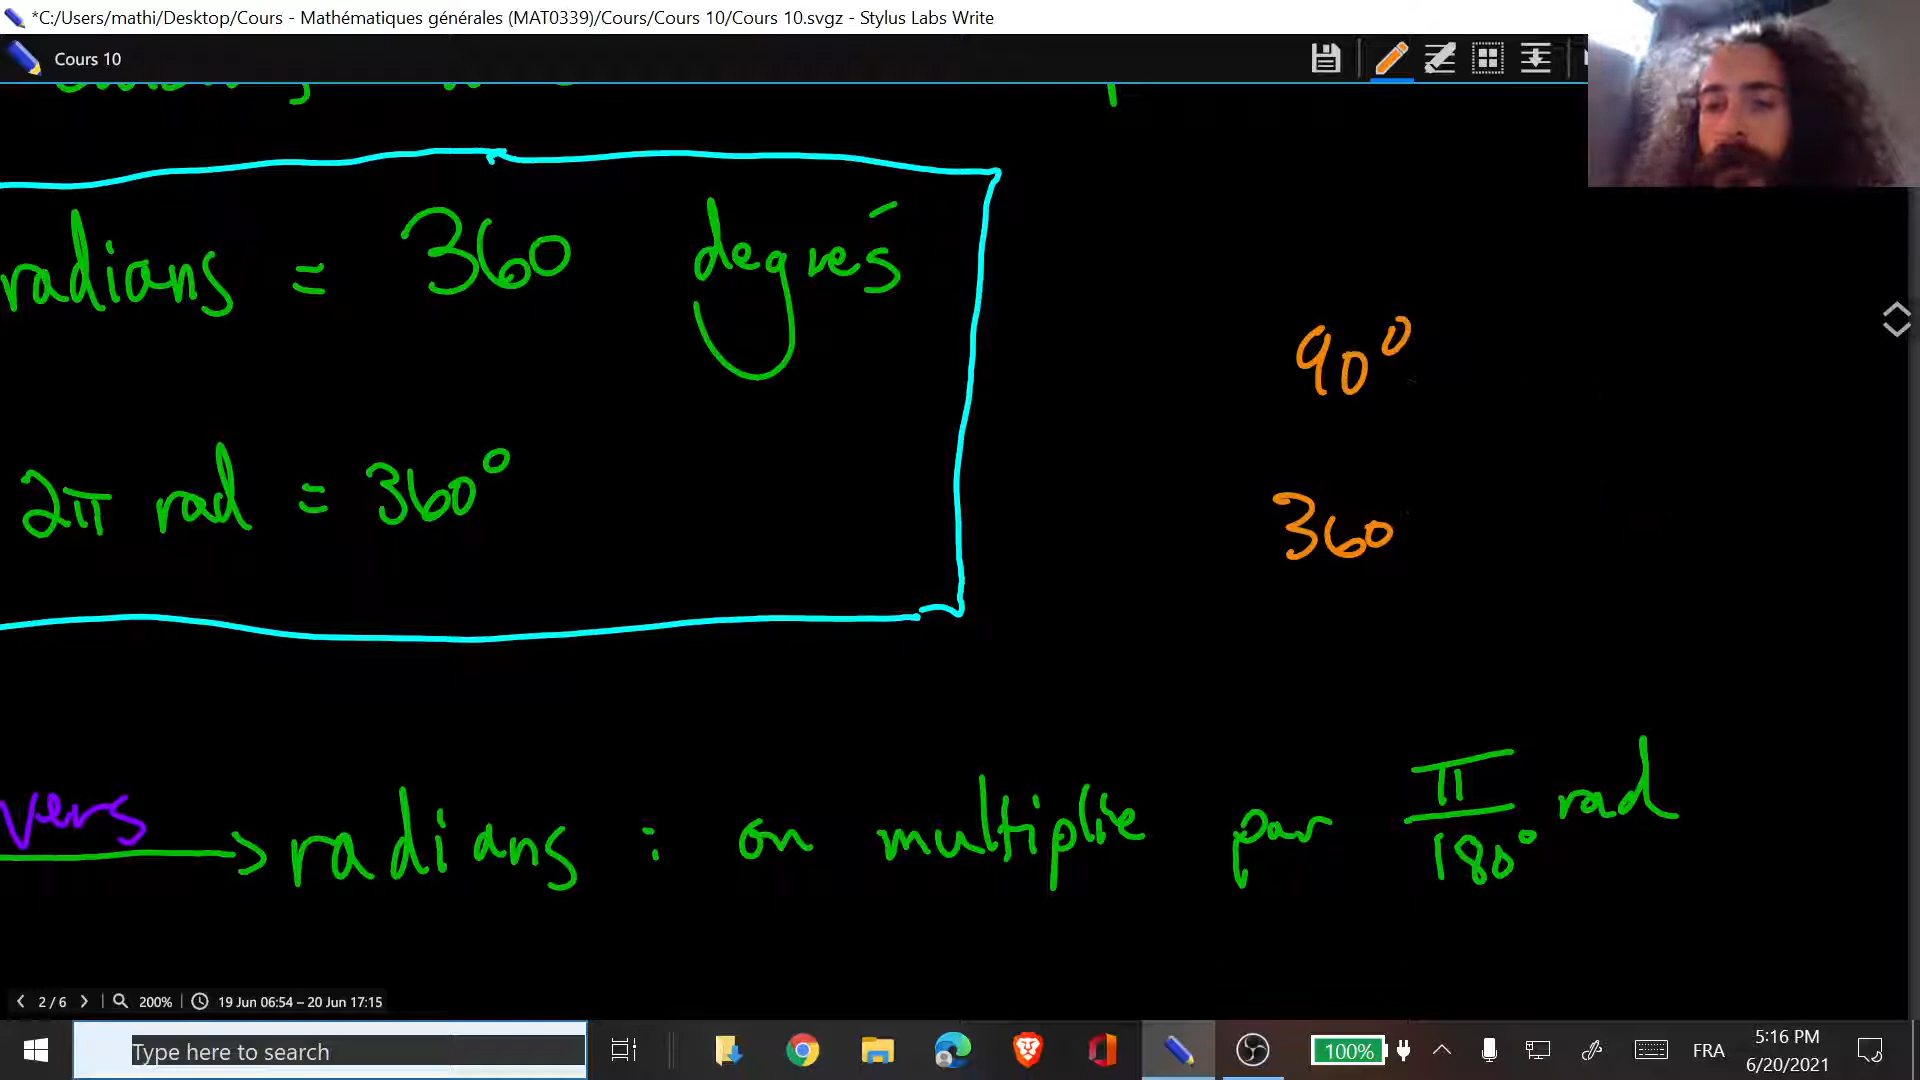 *C:/Users/mathi/Desktop/Cours - Mathématiques générales (MAT0339)/Cours/Cours 10/Cours 10.svgz - Stylus Labs Write
Cours 10
radians = 360 degrés
90°
2π rad = 360°
360
vers
radians : on multiplie par π/180° rad
2 / 6
200%
19 Jun 06:54 – 20 Jun 17:15
Type here to search
100%
FRA
5:16 PM
6/20/2021